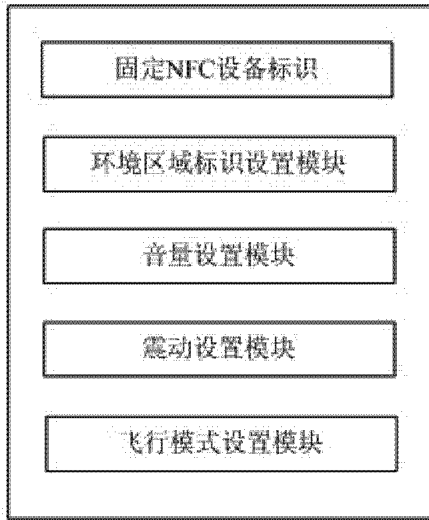 固定NFC设备标识
环境区域标识设置模块
音量设置模块
震动设置模块
飞行模式设置模块